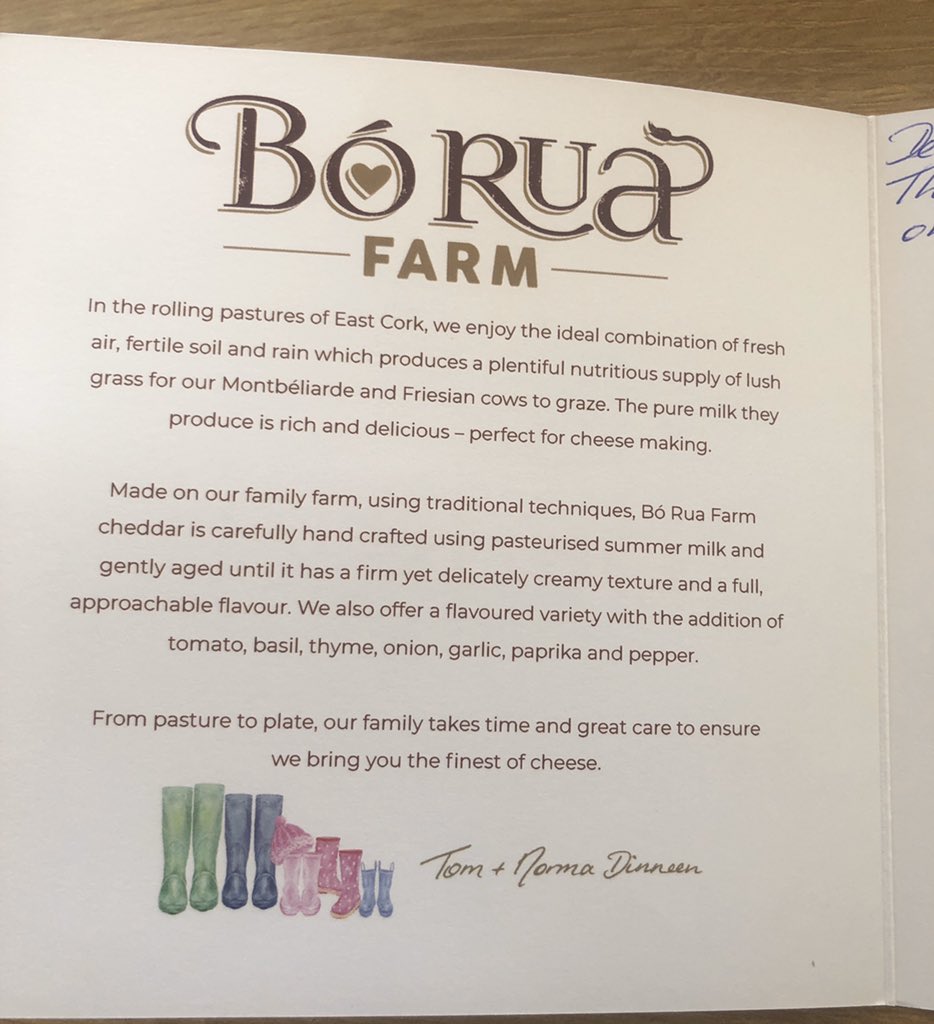 Bó Rua
FARM
In the rolling pastures of East Cork, we enjoy the ideal combination of fresh
air, fertile soil and rain which produces a plentiful nutritious supply of lush
grass for our Montbéliarde and Friesian cows to graze. The pure milk they
produce is rich and delicious – perfect for cheese making.
Made on our family farm, using traditional techniques, Bó Rua Farm
cheddar is carefully hand crafted using pasteurised summer milk and
gently aged until it has a firm yet delicately creamy texture and a full,
approachable flavour. We also offer a flavoured variety with the addition of
tomato, basil, thyme, onion, garlic, paprika and pepper.
From pasture to plate, our family takes time and great care to ensure
we bring you the finest of cheese.
Tom + Norma Dinneen